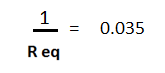 1
= 0.035
R eq